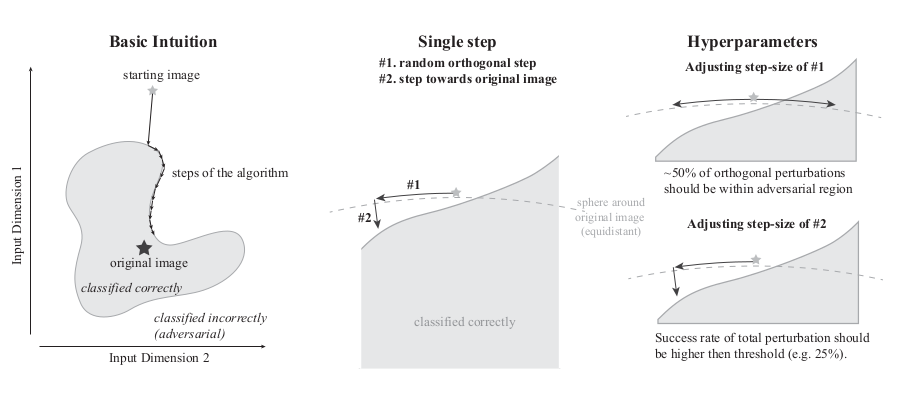 Basic Intuition
starting image
steps of the algorithm
original image
classified correctly
classified incorrectly
(adversarial)
Input Dimension 1
Input Dimension 2
Single step
#1. random orthogonal step
#2. step towards original image
#1
#2
sphere around
original image
(equidistant)
classified correctly
Hyperparameters
Adjusting step-size of #1
~50% of orthogonal perturbations
should be within adversarial region
Adjusting step-size of #2
Success rate of total perturbation should
be higher then threshold (e.g. 25%).